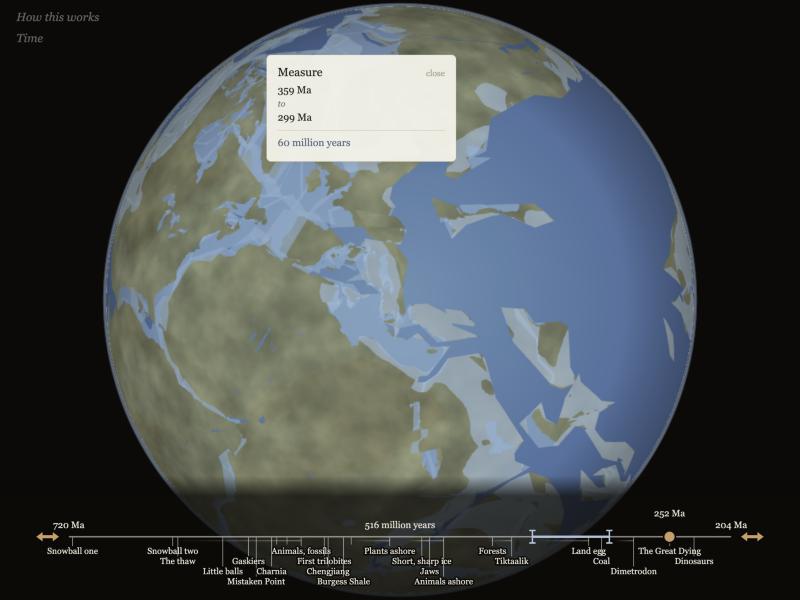 How this works
Time
Measure
close
359 Ma
to
299 Ma
60 million years
252 Ma
720 Ma
516 million years
204 Ma
Snowball one
Snowball two
Animals, fossils
Plants ashore
Forests
Land egg
The Great Dying
The thaw
Gaskiers
First trilobites
Short, sharp ice
Tiktaalik
Coal
Dinosaurs
Little balls
Charnia
Chengjiang
Jaws
Dimetrodon
Mistaken Point
Burgess Shale
Animals ashore